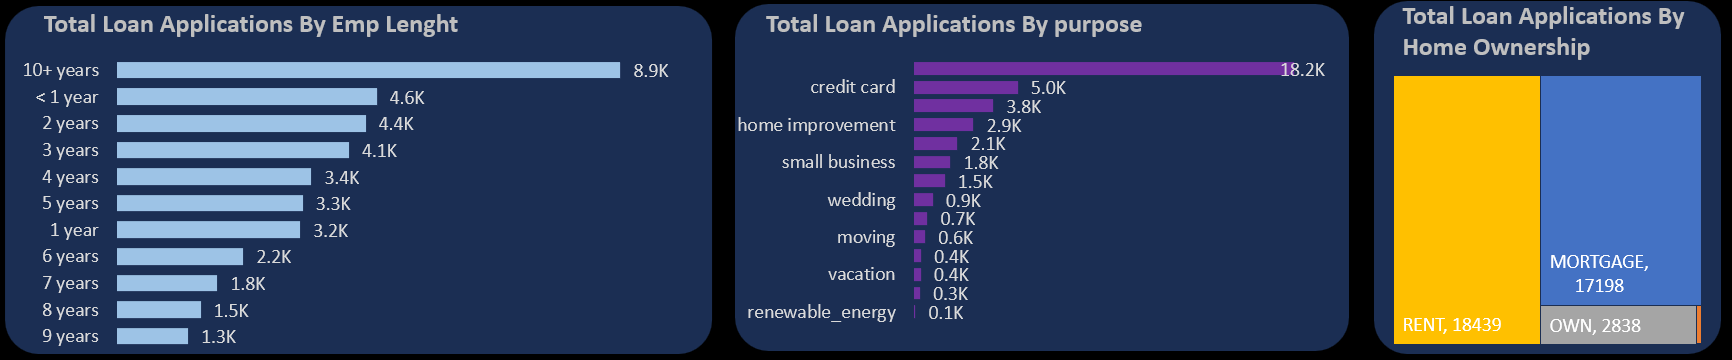 Total Loan Applications By Emp Lenght
10+ years 8.9K
< 1 year 4.6K
2 years 4.4K
3 years 4.1K
4 years 3.4K
5 years 3.3K
1 year 3.2K
6 years 2.2K
7 years 1.8K
8 years 1.5K
9 years 1.3K
Total Loan Applications By purpose
18.2K
credit card 5.0K
3.8K
home improvement 2.9K
2.1K
small business 1.8K
1.5K
wedding 0.9K
0.7K
moving 0.6K
0.4K
vacation 0.4K
0.3K
renewable_energy 0.1K
Total Loan Applications By
Home Ownership
MORTGAGE,
17198
RENT, 18439
OWN, 2838